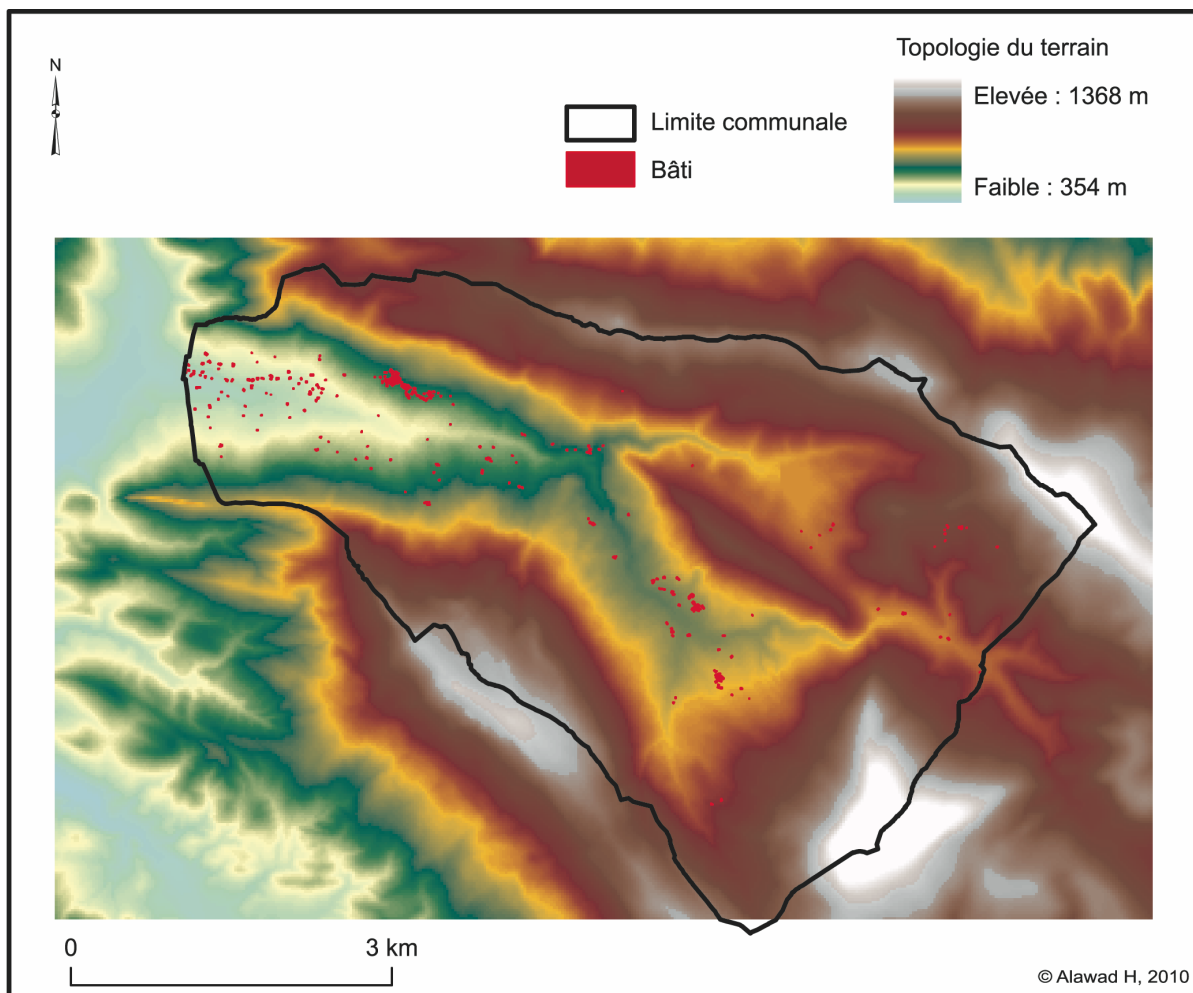 Topologie du terrain
N
Elevée : 1368 m
Limite communale
Bâti
Faible : 354 m
0
3 km
© Alawad H, 2010